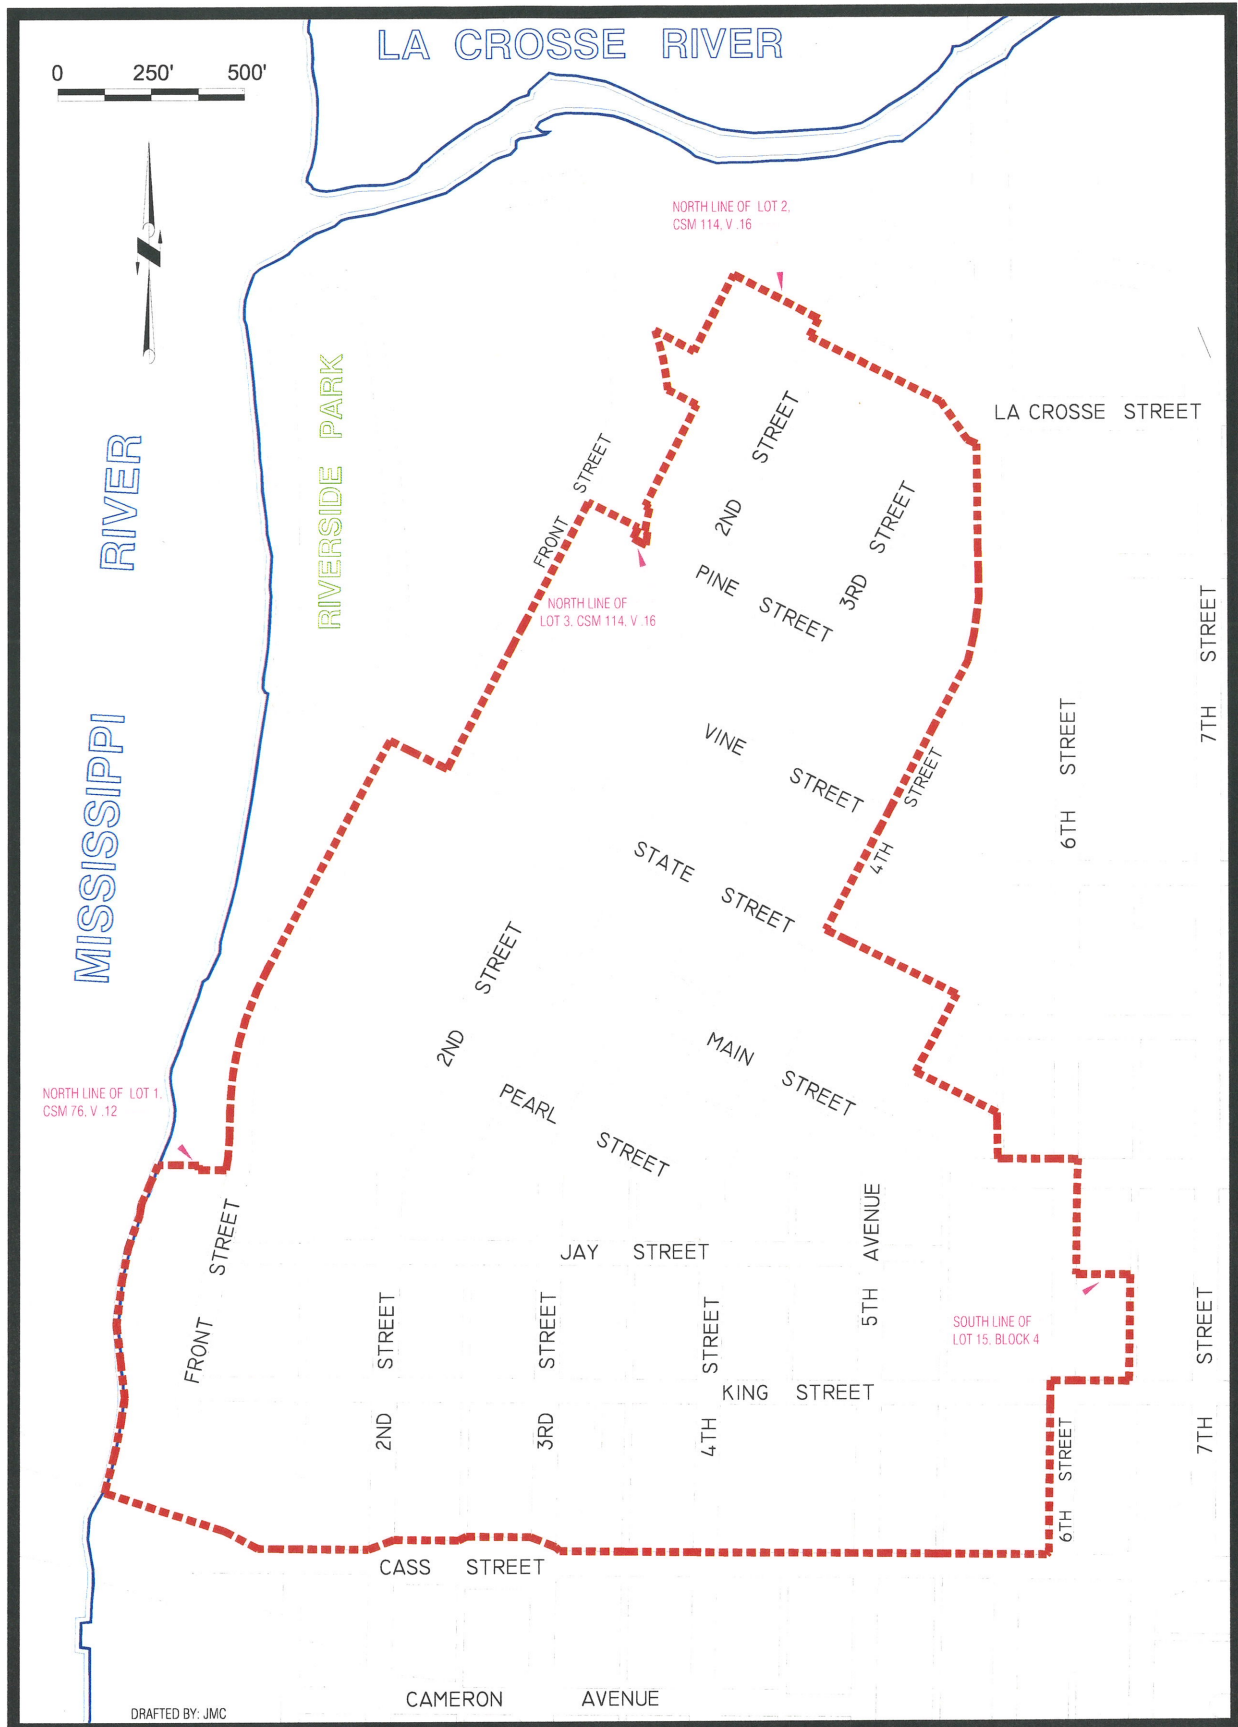 LA CROSSE RIVER
0 250' 500'
NORTH LINE OF LOT 2,
CSM 114, V .16
RIVERSIDE PARK
LA CROSSE STREET
MISSISSIPPI RIVER
FRONT STREET
2ND STREET
3RD STREET
PINE STREET
NORTH LINE OF
LOT 3, CSM 114, V .16
7TH STREET
6TH STREET
VINE STREET
4TH STREET
STATE STREET
2ND STREET
MAIN STREET
PEARL STREET
NORTH LINE OF LOT 1,
CSM 76, V .12
FRONT STREET
JAY STREET
5TH AVENUE
2ND STREET
3RD STREET
4TH STREET
SOUTH LINE OF
LOT 15, BLOCK 4
7TH STREET
KING STREET
6TH STREET
CASS STREET
CAMERON AVENUE
DRAFTED BY: JMC